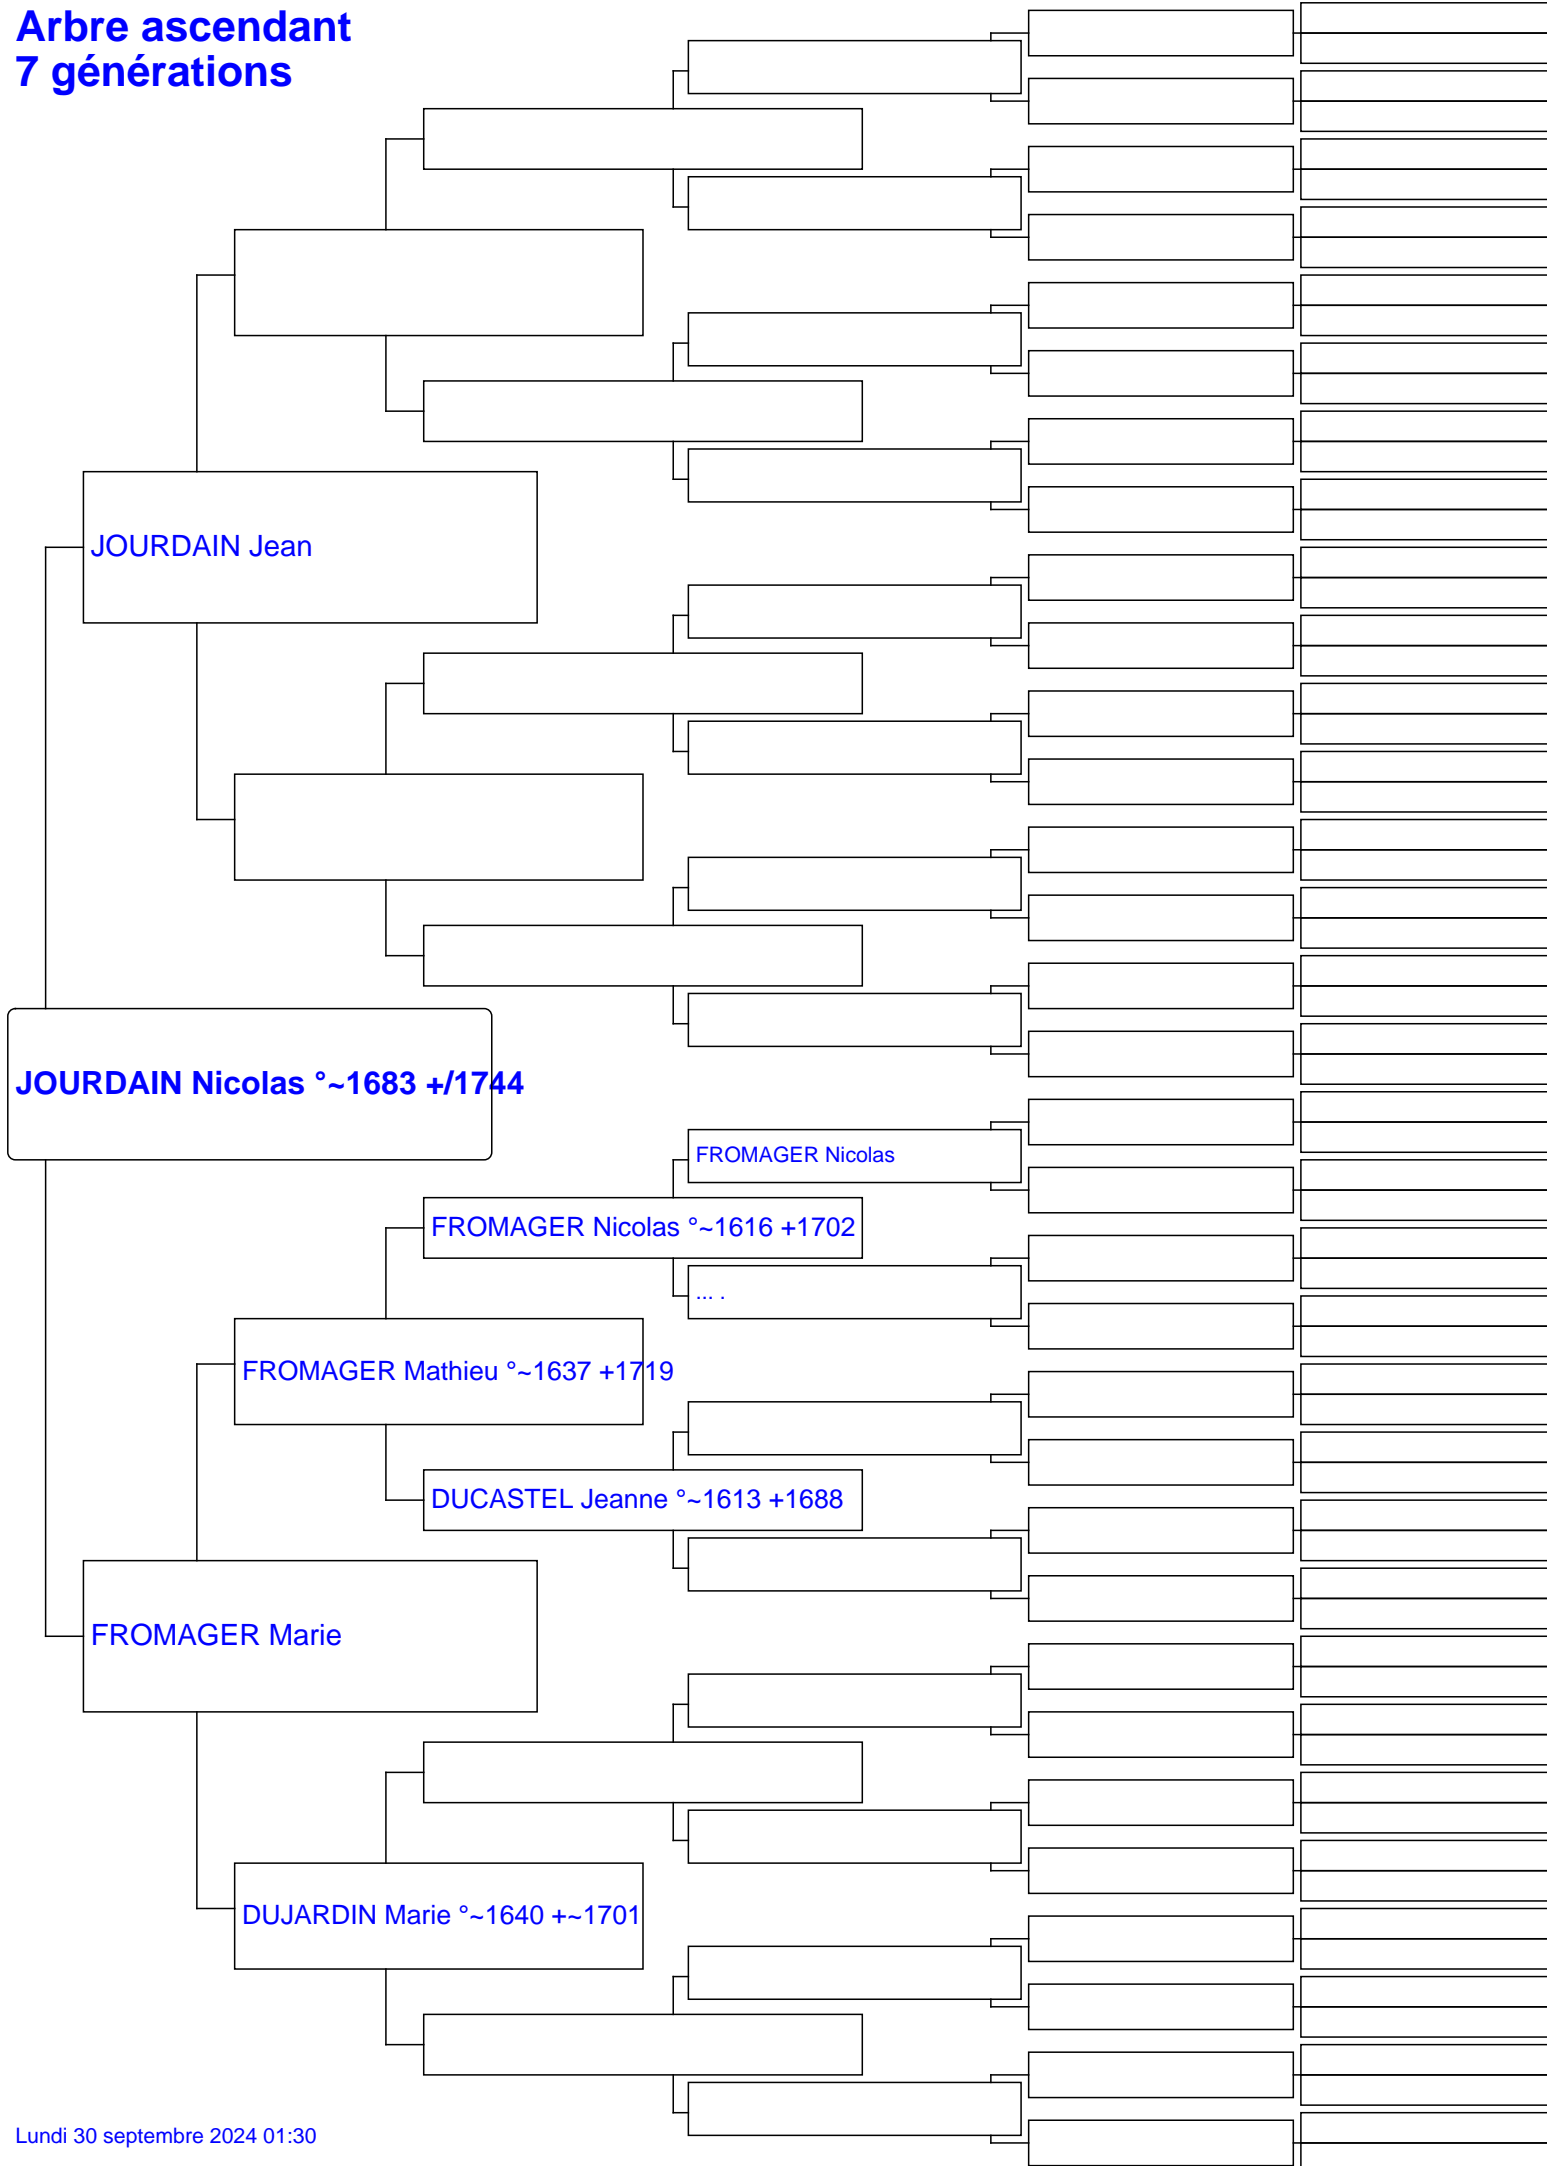 Arbre ascendant
7 générations
JOURDAIN Jean
JOURDAIN Nicolas °~1683 +/1744
FROMAGER Nicolas
FROMAGER Nicolas °~1616 +1702
... .
FROMAGER Mathieu °~1637 +1719
DUCASTEL Jeanne °~1613 +1688
FROMAGER Marie
DUJARDIN Marie °~1640 +~1701
Lundi 30 septembre 2024 01:30